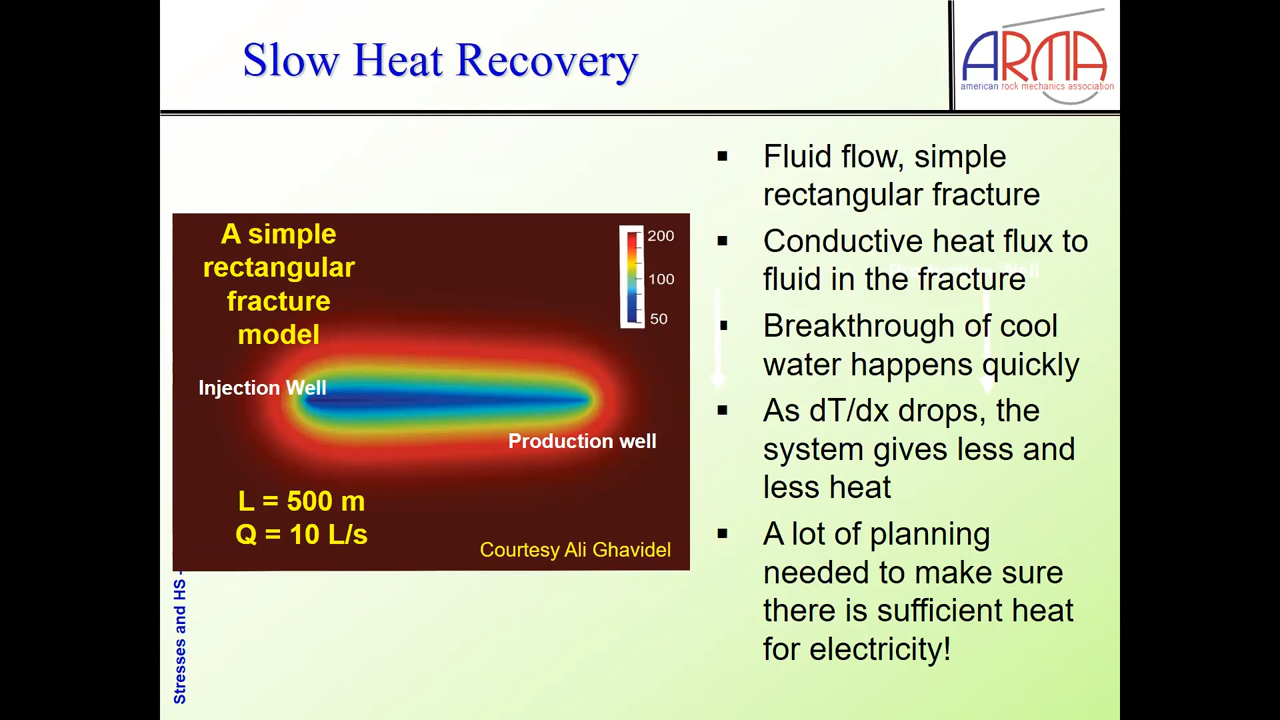 Slow Heat Recovery
ARMA
american rock mechanics association
A simple
rectangular
fracture
model
200
100
50
Injection Well
Production well
L = 500 m
Q = 10 L/s
Courtesy Ali Ghavidel
Stresses and HS -
▪ Fluid flow, simple
rectangular fracture
▪ Conductive heat flux to
fluid in the fracture
▪ Breakthrough of cool
water happens quickly
▪ As dT/dx drops, the
system gives less and
less heat
▪ A lot of planning
needed to make sure
there is sufficient heat
for electricity!